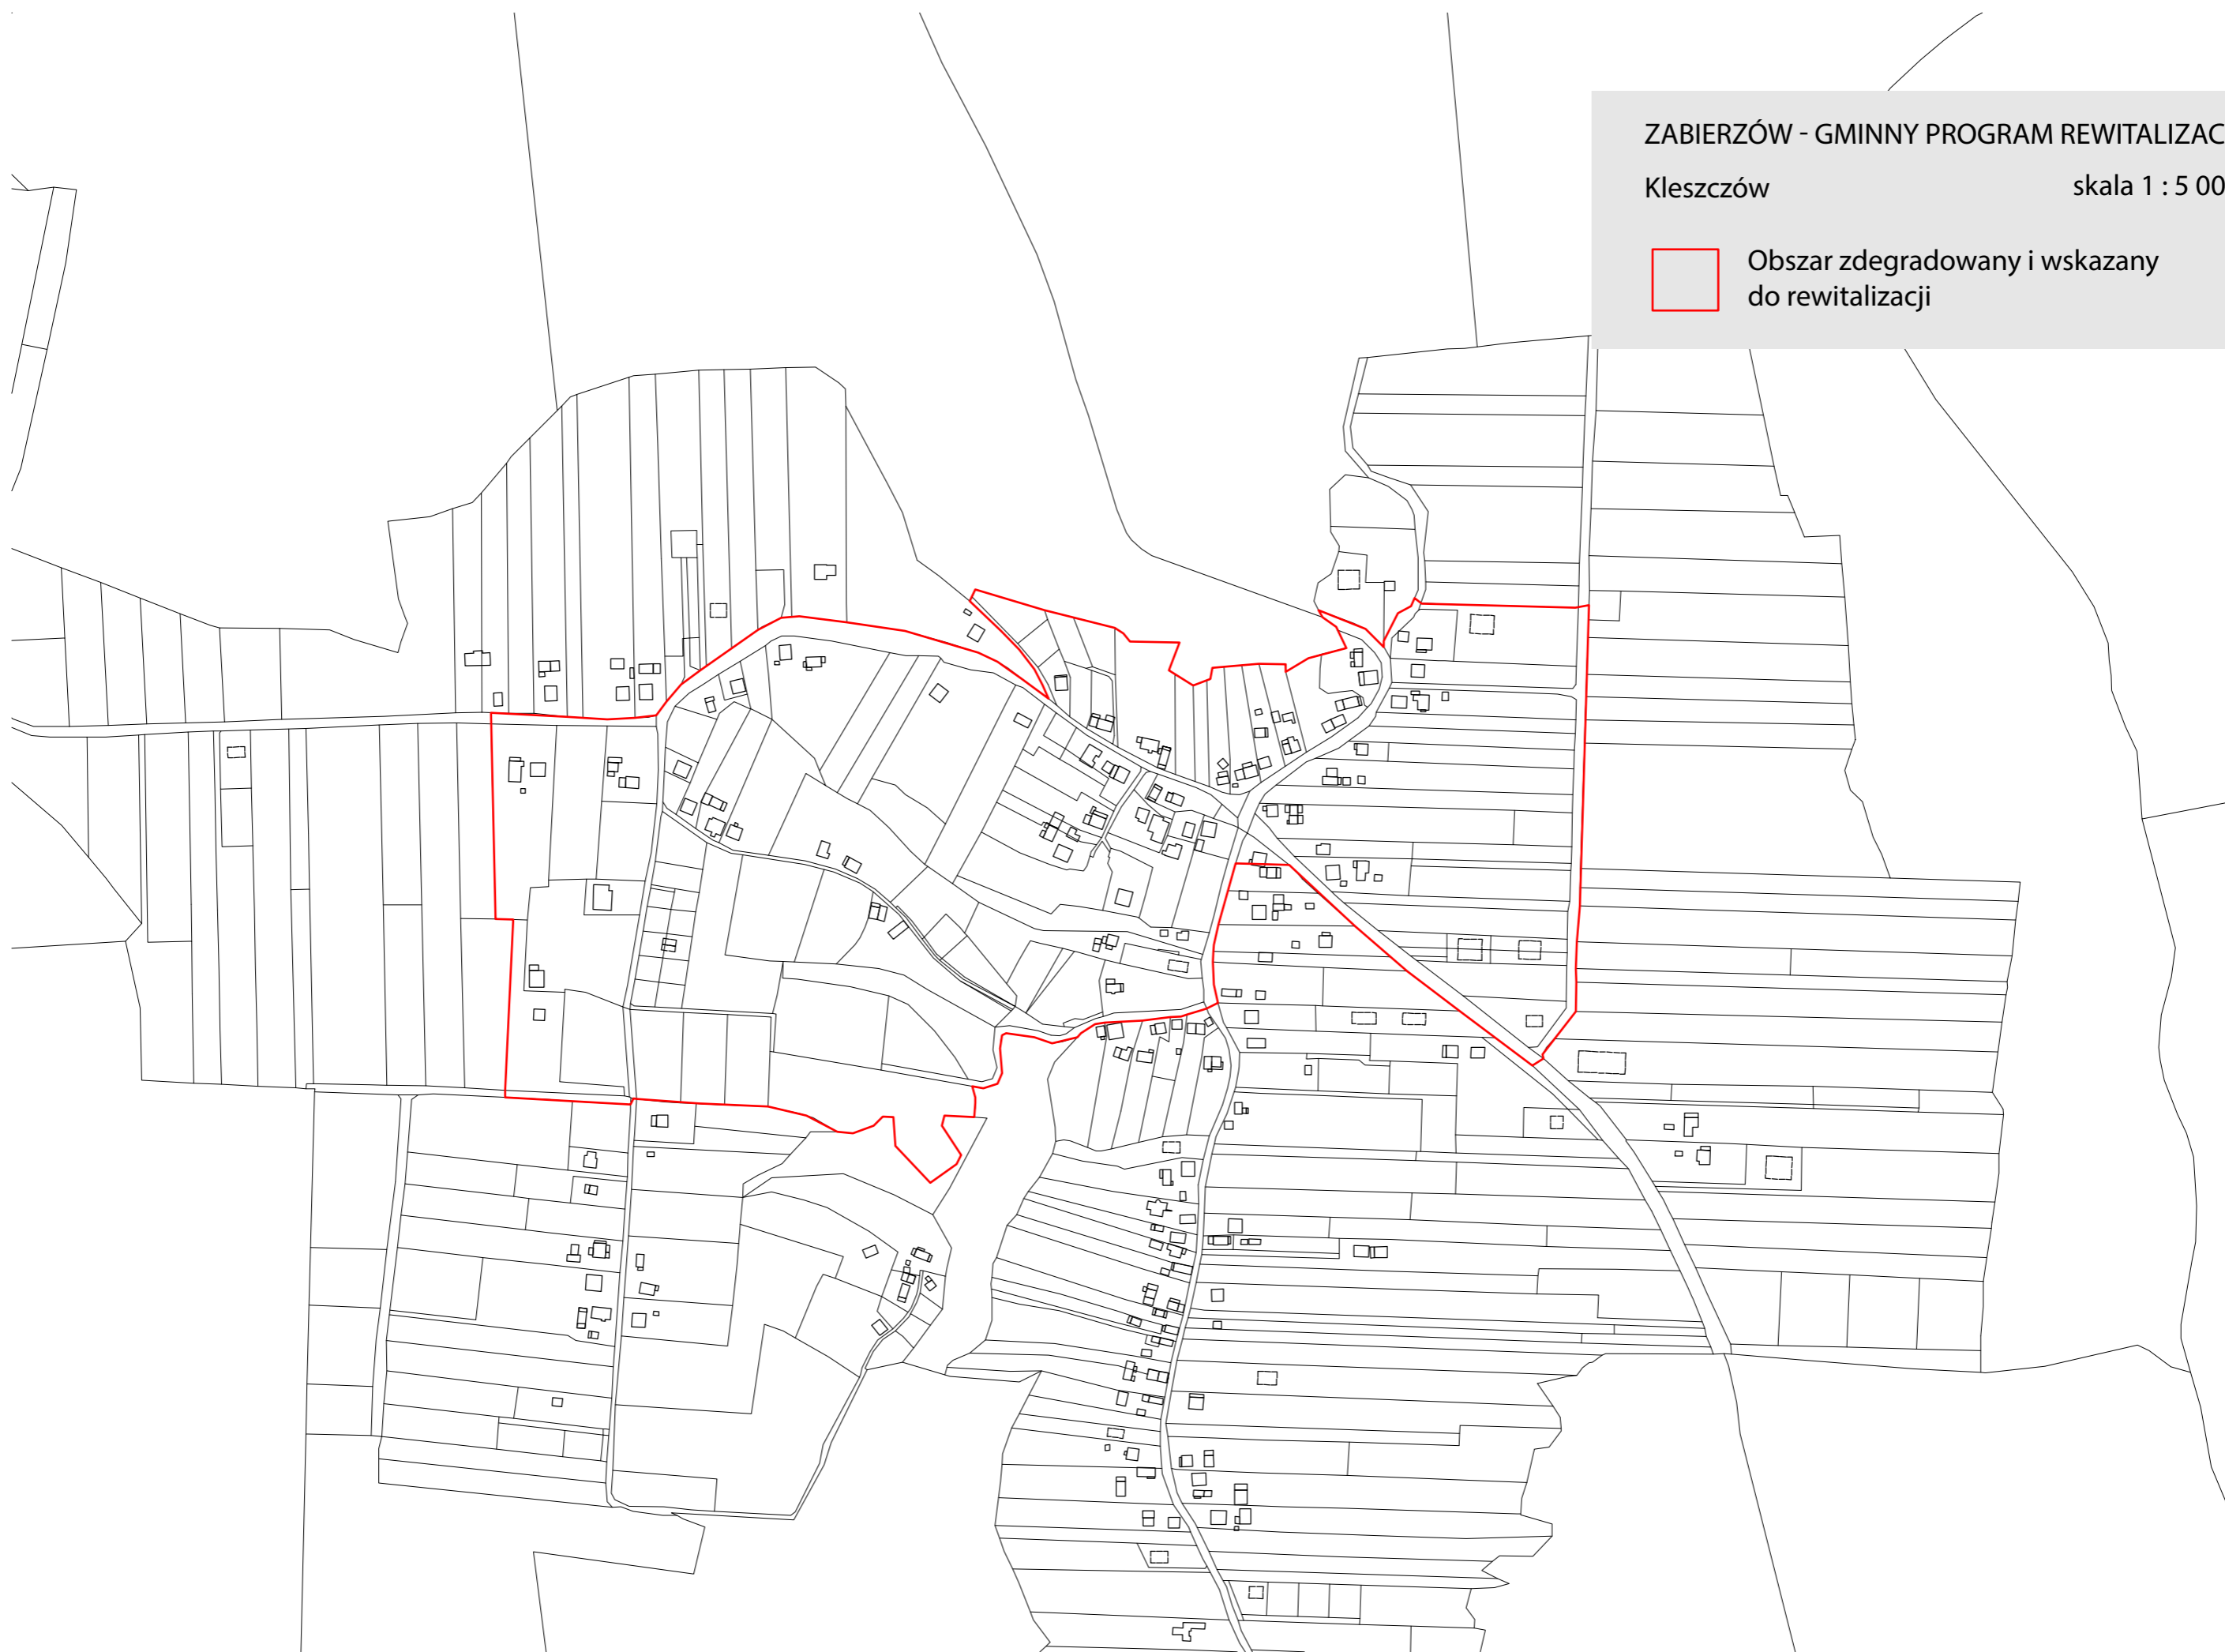 ZABIERZÓW - GMINNY PROGRAM REWITALIZAC
Kleszczów skala 1 : 5 00
Obszar zdegradowany i wskazany
do rewitalizacji